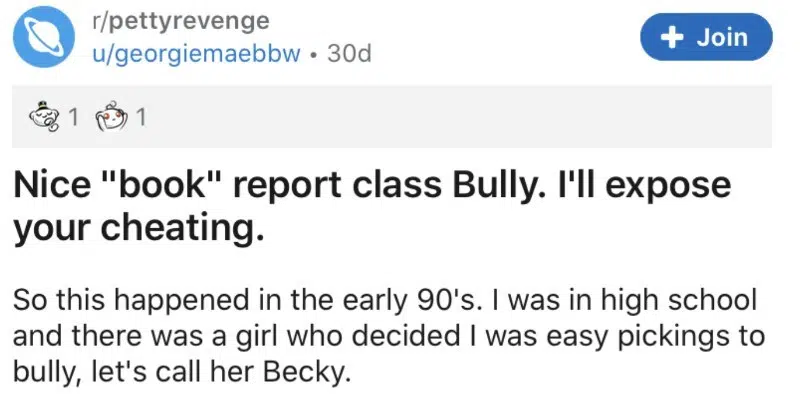 r/pettyrevenge
u/georgiemaebbw • 30d
+ Join
1 1
Nice "book" report class Bully. I'll expose
your cheating.
So this happened in the early 90's. I was in high school
and there was a girl who decided I was easy pickings to
bully, let's call her Becky.